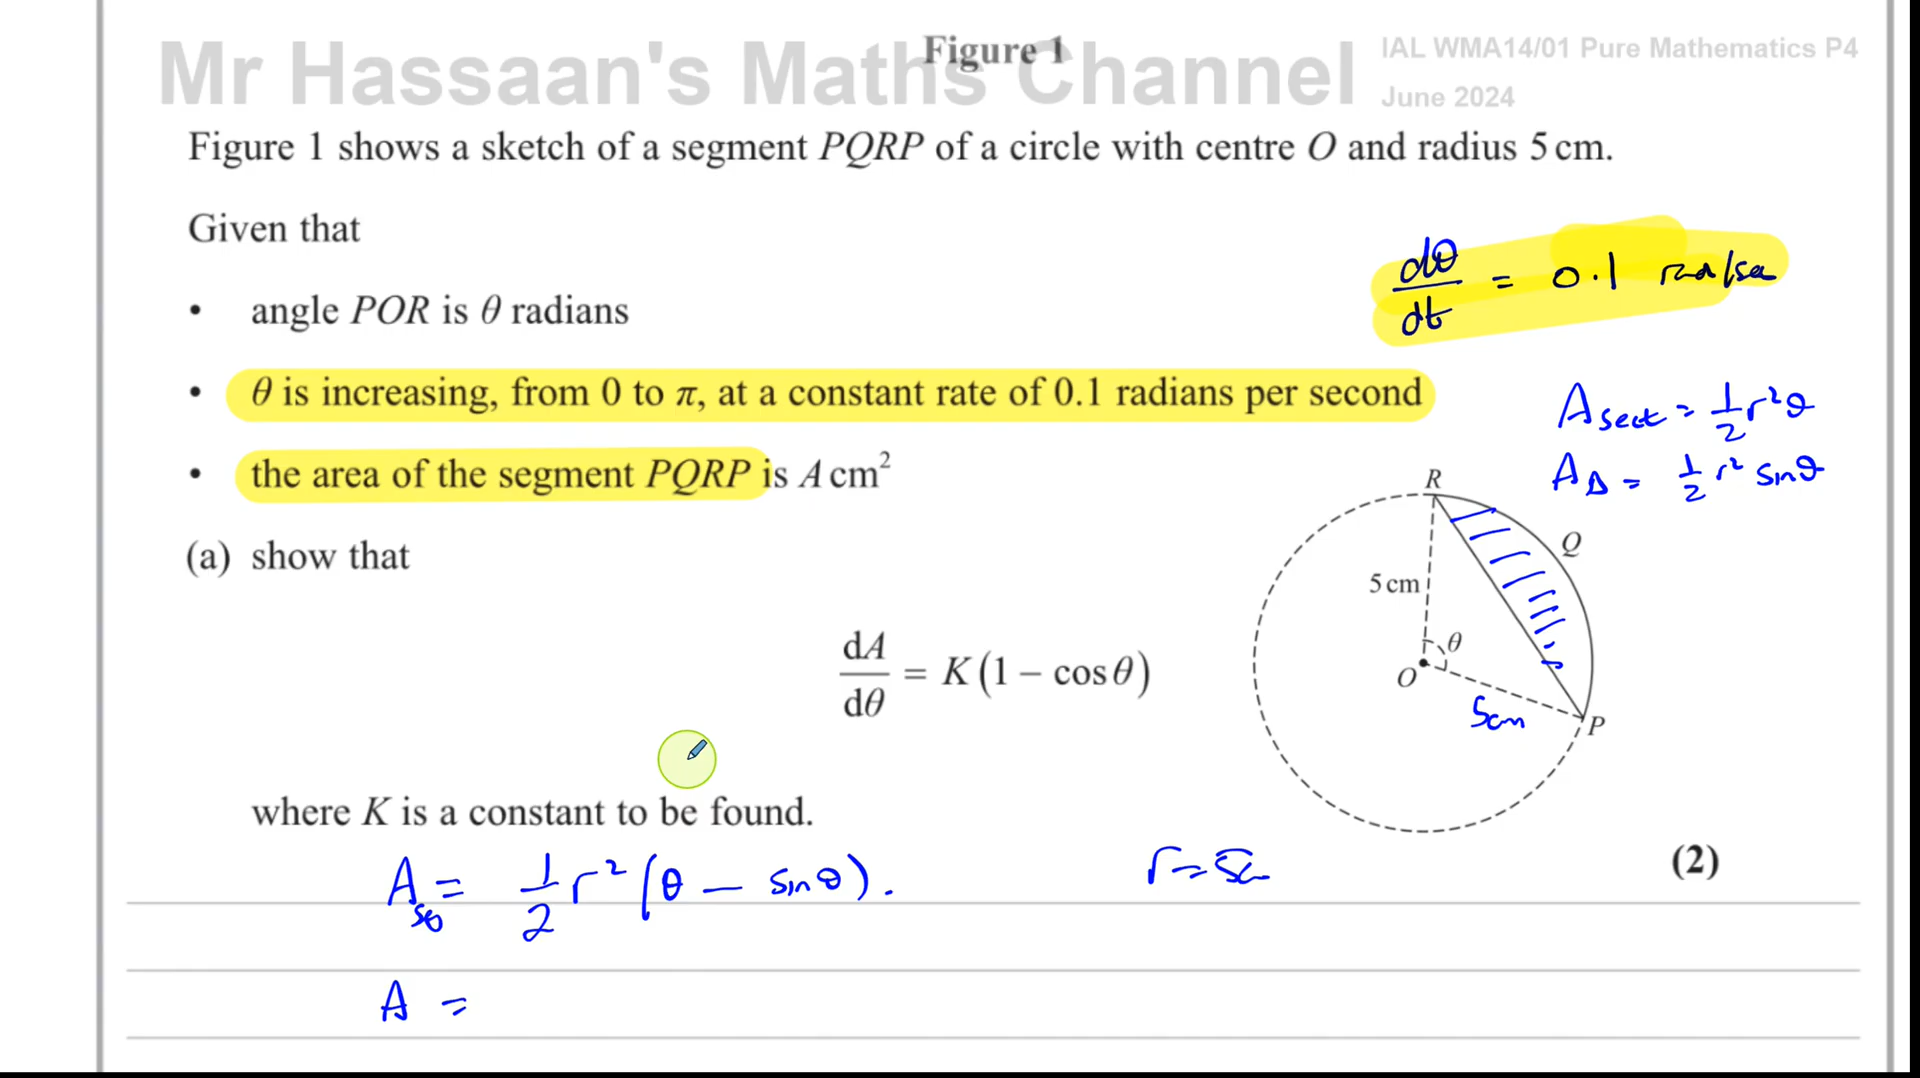 Figure 1
Mr Hassaan's Maths Channel
IAL WMA14/01 Pure Mathematics P4
June 2024
Figure 1 shows a sketch of a segment PQRP of a circle with centre O and radius 5 cm.
Given that
dθ/dt = 0.1 rad/sec
• angle POR is θ radians
• θ is increasing, from 0 to π, at a constant rate of 0.1 radians per second
A sect = 1/2 r²θ
• the area of the segment PQRP is A cm²
A Δ = 1/2 r² sinθ
R
Q
(a) show that
5 cm
θ
dA/dθ = K(1 − cosθ)
O
5cm
P
where K is a constant to be found.
(2)
A = 1/2 r² (θ − sinθ).
r = 5
A =